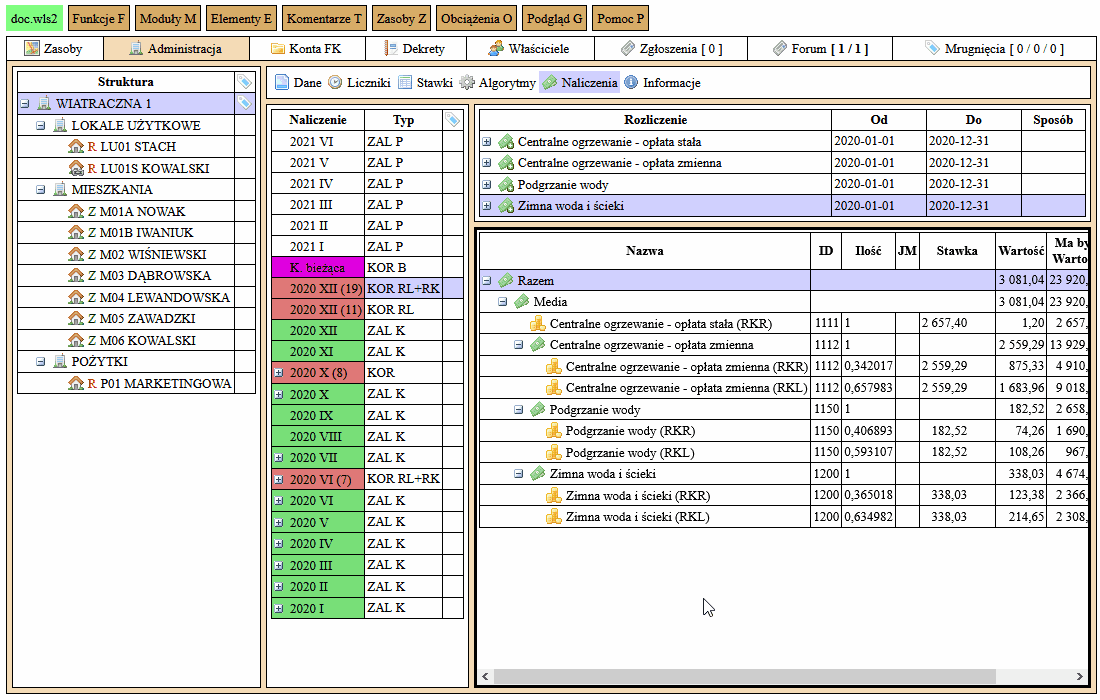 doc.wls2 Funkcje F Moduły M Elementy E Komentarze T Zasoby Z Obciążenia O Podgląd G Pomoc P
Zasoby Administracja Konta FK Dekrety Właściciele Zgłoszenia [ 0 ] Forum [ 1 / 1 ] Mrugnięcia [ 0 / 0 / 0 ]
Struktura
WIATRACZNA 1
LOKALE UŻYTKOWE
R LU01 STACH
R LU01S KOWALSKI
MIESZKANIA
Z M01A NOWAK
Z M01B IWANIUK
Z M02 WIŚNIEWSKI
Z M03 DĄBROWSKA
Z M04 LEWANDOWSKA
Z M05 ZAWADZKI
Z M06 KOWALSKI
POŻYTKI
R P01 MARKETINGOWA
Dane Liczniki Stawki Algorytmy Naliczenia Informacje
Naliczenie Typ
2021 VI ZAL P
2021 V ZAL P
2021 IV ZAL P
2021 III ZAL P
2021 II ZAL P
2021 I ZAL P
K. bieżąca KOR B
2020 XII (19) KOR RL+RK
2020 XII (11) KOR RL
2020 XII ZAL K
2020 XI ZAL K
2020 X (8) KOR
2020 X ZAL K
2020 IX ZAL K
2020 VIII ZAL K
2020 VII ZAL K
2020 VI (7) KOR RL+RK
2020 VI ZAL K
2020 V ZAL K
2020 IV ZAL K
2020 III ZAL K
2020 II ZAL K
2020 I ZAL K
Rozliczenie Od Do Sposób
Centralne ogrzewanie - opłata stała 2020-01-01 2020-12-31
Centralne ogrzewanie - opłata zmienna 2020-01-01 2020-12-31
Podgrzanie wody 2020-01-01 2020-12-31
Zimna woda i ścieki 2020-01-01 2020-12-31
Nazwa ID Ilość JM Stawka Wartość Ma by
Warto
Razem 3 081,04 23 920,
Media 3 081,04 23 920,
Centralne ogrzewanie - opłata stała (RKR) 1111 1 2 657,40 1,20 2 657,
Centralne ogrzewanie - opłata zmienna 1112 1 2 559,29 13 929,
Centralne ogrzewanie - opłata zmienna (RKR) 1112 0,342017 2 559,29 875,33 4 910,
Centralne ogrzewanie - opłata zmienna (RKL) 1112 0,657983 2 559,29 1 683,96 9 018,
Podgrzanie wody 1150 1 182,52 2 658,
Podgrzanie wody (RKR) 1150 0,406893 182,52 74,26 1 690,
Podgrzanie wody (RKL) 1150 0,593107 182,52 108,26 967,
Zimna woda i ścieki 1200 1 338,03 4 674,
Zimna woda i ścieki (RKR) 1200 0,365018 338,03 123,38 2 366,
Zimna woda i ścieki (RKL) 1200 0,634982 338,03 214,65 2 308,